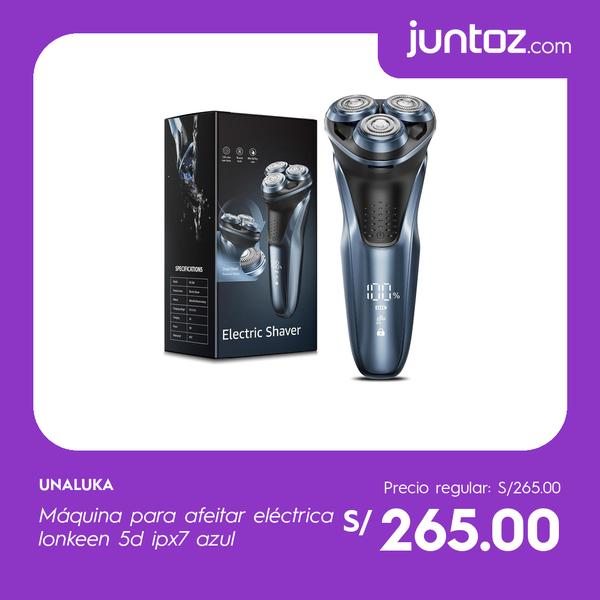 juntoz.com
SPECIFICATIONS
Electric Shaver
100%
UNALUKA
Máquina para afeitar eléctrica
lonkeen 5d ipx7 azul
Precio regular: S/265.00
S/ 265.00